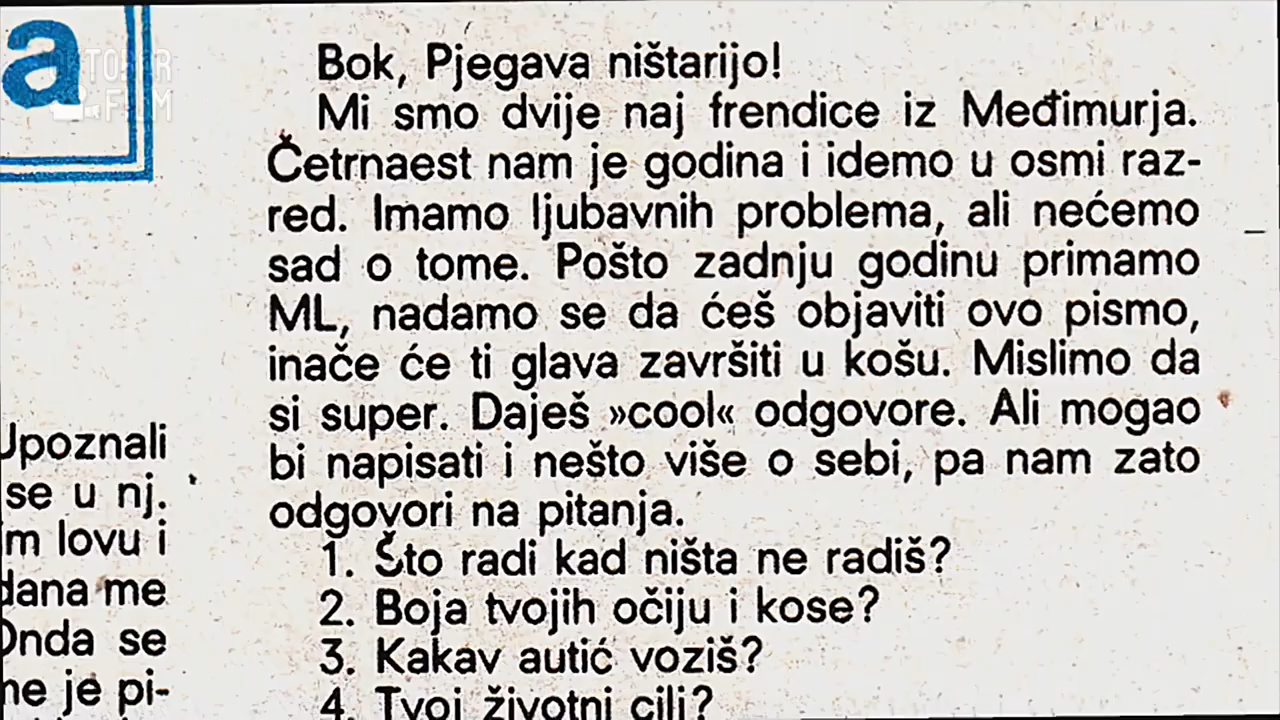 a
OKTOBAR
FILM
Bok, Pjegava ništarijo!
Mi smo dvije naj frendice iz Međimurja.
Četrnaest nam je godina i idemo u osmi raz-
red. Imamo ljubavnih problema, ali nećemo
sad o tome. Pošto zadnju godinu primamo
ML, nadamo se da ćeš objaviti ovo pismo,
inače će ti glava završiti u košu. Mislimo da
si super. Daješ »cool« odgovore. Ali mogao
bi napisati i nešto više o sebi, pa nam zato
odgovori na pitanja.
1. Što radi kad ništa ne radiš?
2. Boja tvojih očiju i kose?
3. Kakav autić voziš?
4. Tvoj životni cilj?
Upoznali
se u nj.
im lovu i
dana me
Onda se
me je pi-